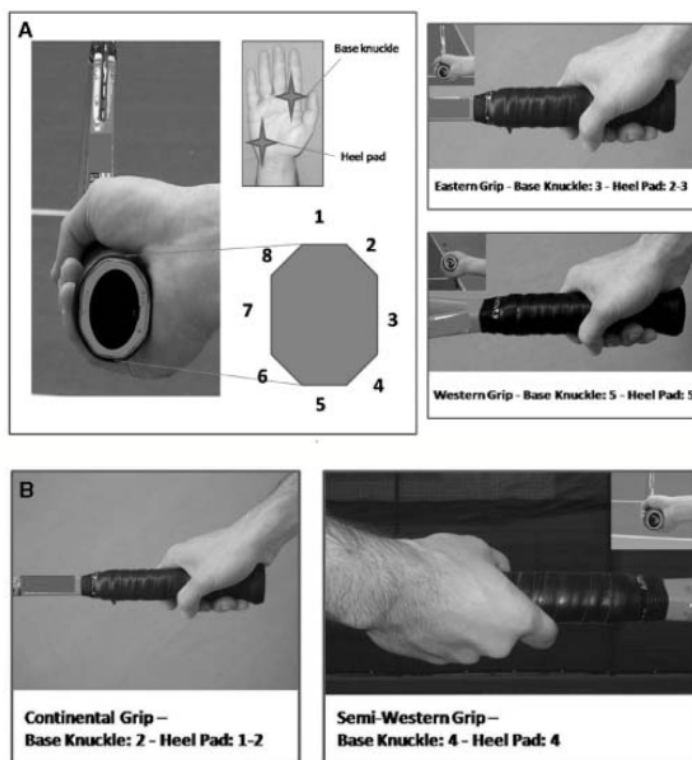 A
Base knuckle
Heel pad
1
8
2
7
3
6
4
5
Eastern Grip - Base Knuckle: 3 - Heel Pad: 2-3
Western Grip - Base Knuckle: 5 - Heel Pad: 5
B
Continental Grip –
Base Knuckle: 2 - Heel Pad: 1-2
Semi-Western Grip –
Base Knuckle: 4 - Heel Pad: 4